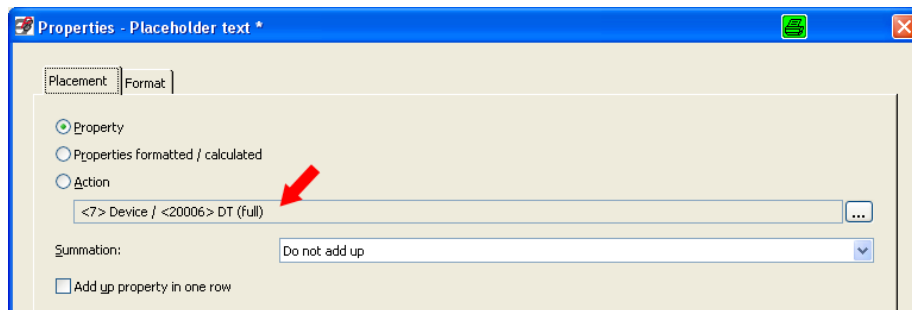 Properties - Placeholder text *
Placement Format
Property
Properties formatted / calculated
Action
<7> Device / <20006> DT (full)
...
Summation: Do not add up
Add up property in one row